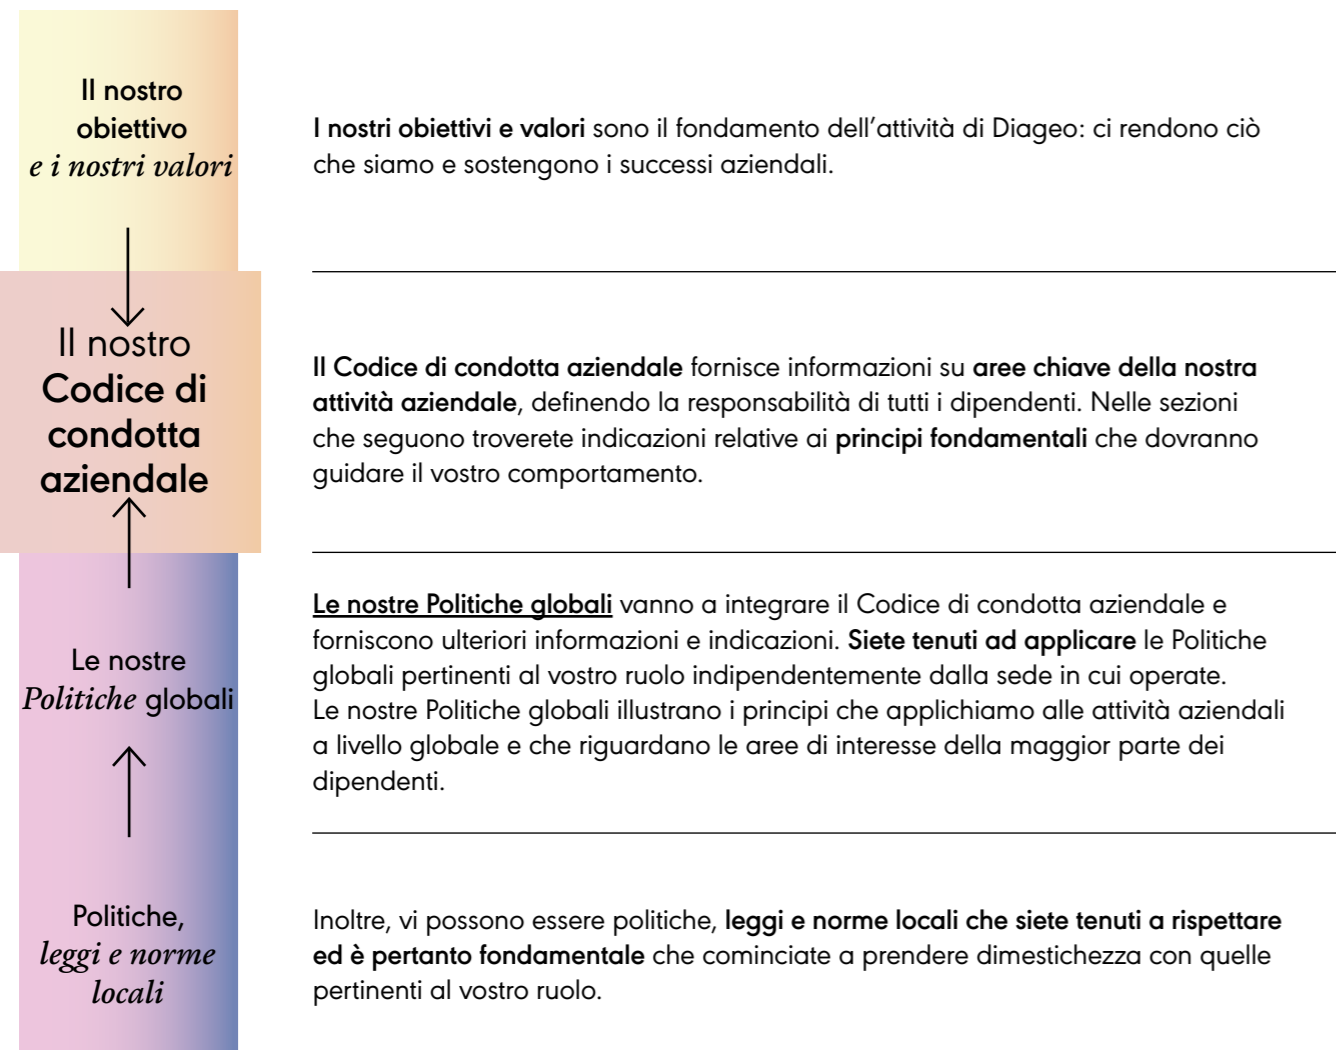 Il nostro
obiettivo
e i nostri valori
I nostri obiettivi e valori sono il fondamento dell’attività di Diageo: ci rendono ciò
che siamo e sostengono i successi aziendali.
Il nostro
Codice di
condotta
aziendale
Il Codice di condotta aziendale fornisce informazioni su aree chiave della nostra
attività aziendale, definendo la responsabilità di tutti i dipendenti. Nelle sezioni
che seguono troverete indicazioni relative ai principi fondamentali che dovranno
guidare il vostro comportamento.
Le nostre
Politiche globali
Le nostre Politiche globali vanno a integrare il Codice di condotta aziendale e
forniscono ulteriori informazioni e indicazioni. Siete tenuti ad applicare le Politiche
globali pertinenti al vostro ruolo indipendentemente dalla sede in cui operate.
Le nostre Politiche globali illustrano i principi che applichiamo alle attività aziendali
a livello globale e che riguardano le aree di interesse della maggior parte dei
dipendenti.
Politiche,
leggi e norme
locali
Inoltre, vi possono essere politiche, leggi e norme locali che siete tenuti a rispettare
ed è pertanto fondamentale che cominciate a prendere dimestichezza con quelle
pertinenti al vostro ruolo.